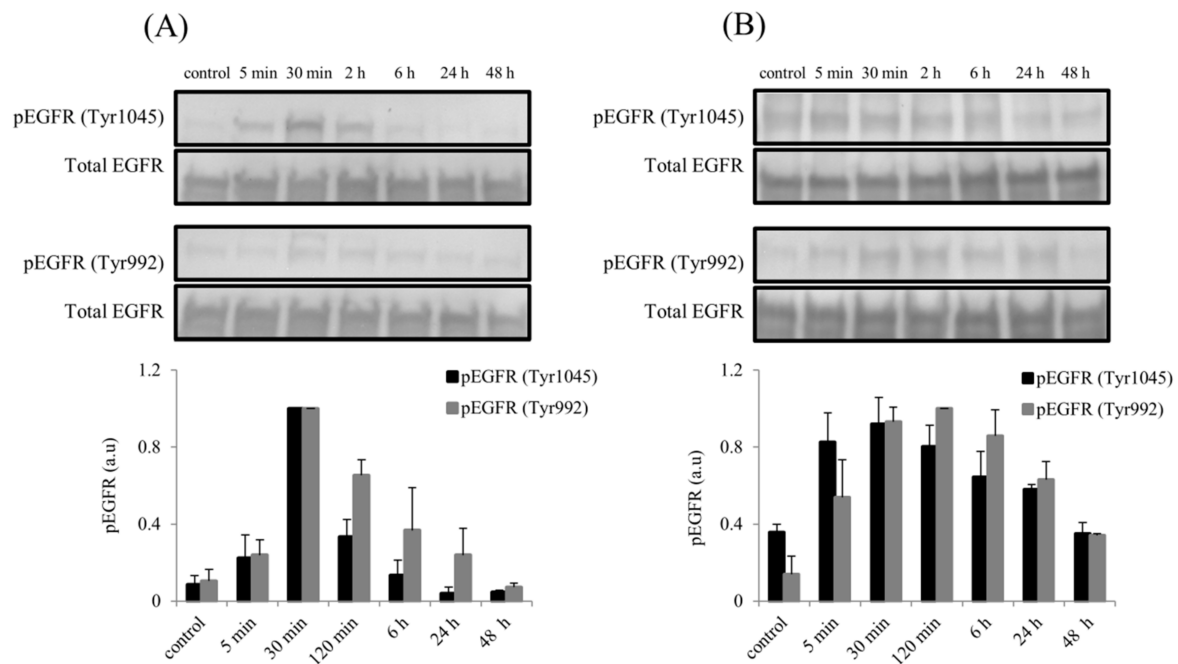 (A)
control 5 min 30 min 2 h 6 h 24 h 48 h
pEGFR (Tyr1045)
Total EGFR
pEGFR (Tyr992)
Total EGFR
1.2
0.8
0.4
0
pEGFR (a.u)
pEGFR (Tyr1045)
pEGFR (Tyr992)
control 5 min 30 min 120 min 6 h 24 h 48 h
(B)
control 5 min 30 min 2 h 6 h 24 h 48 h
pEGFR (Tyr1045)
Total EGFR
pEGFR (Tyr992)
Total EGFR
1.2
0.8
0.4
0
pEGFR (a.u)
pEGFR (Tyr1045)
pEGFR (Tyr992)
control 5 min 30 min 120 min 6 h 24 h 48 h